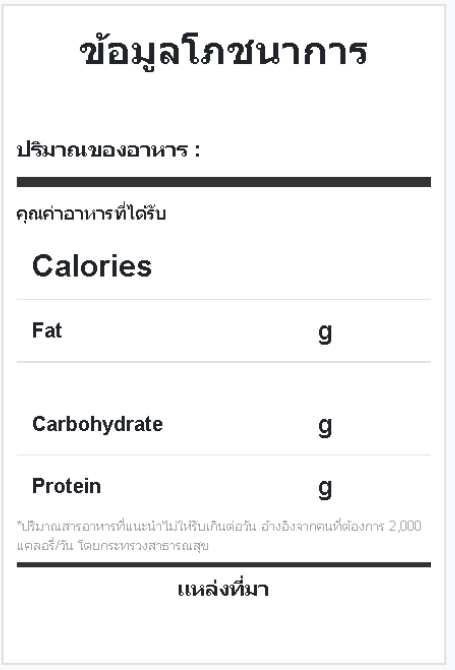 ข้อมูลโภชนาการ
ปริมาณของอาหาร :
คุณค่าอาหารที่ได้รับ
Calories
Fat g
Carbohydrate g
Protein g
*ปริมาณสารอาหารที่แนะนำไม่ให้รับเกินต่อวัน อ้างอิงจากคนที่ต้องการ 2,000
แคลอรี่/วัน โดยกระทรวงสาธารณสุข
แหล่งที่มา